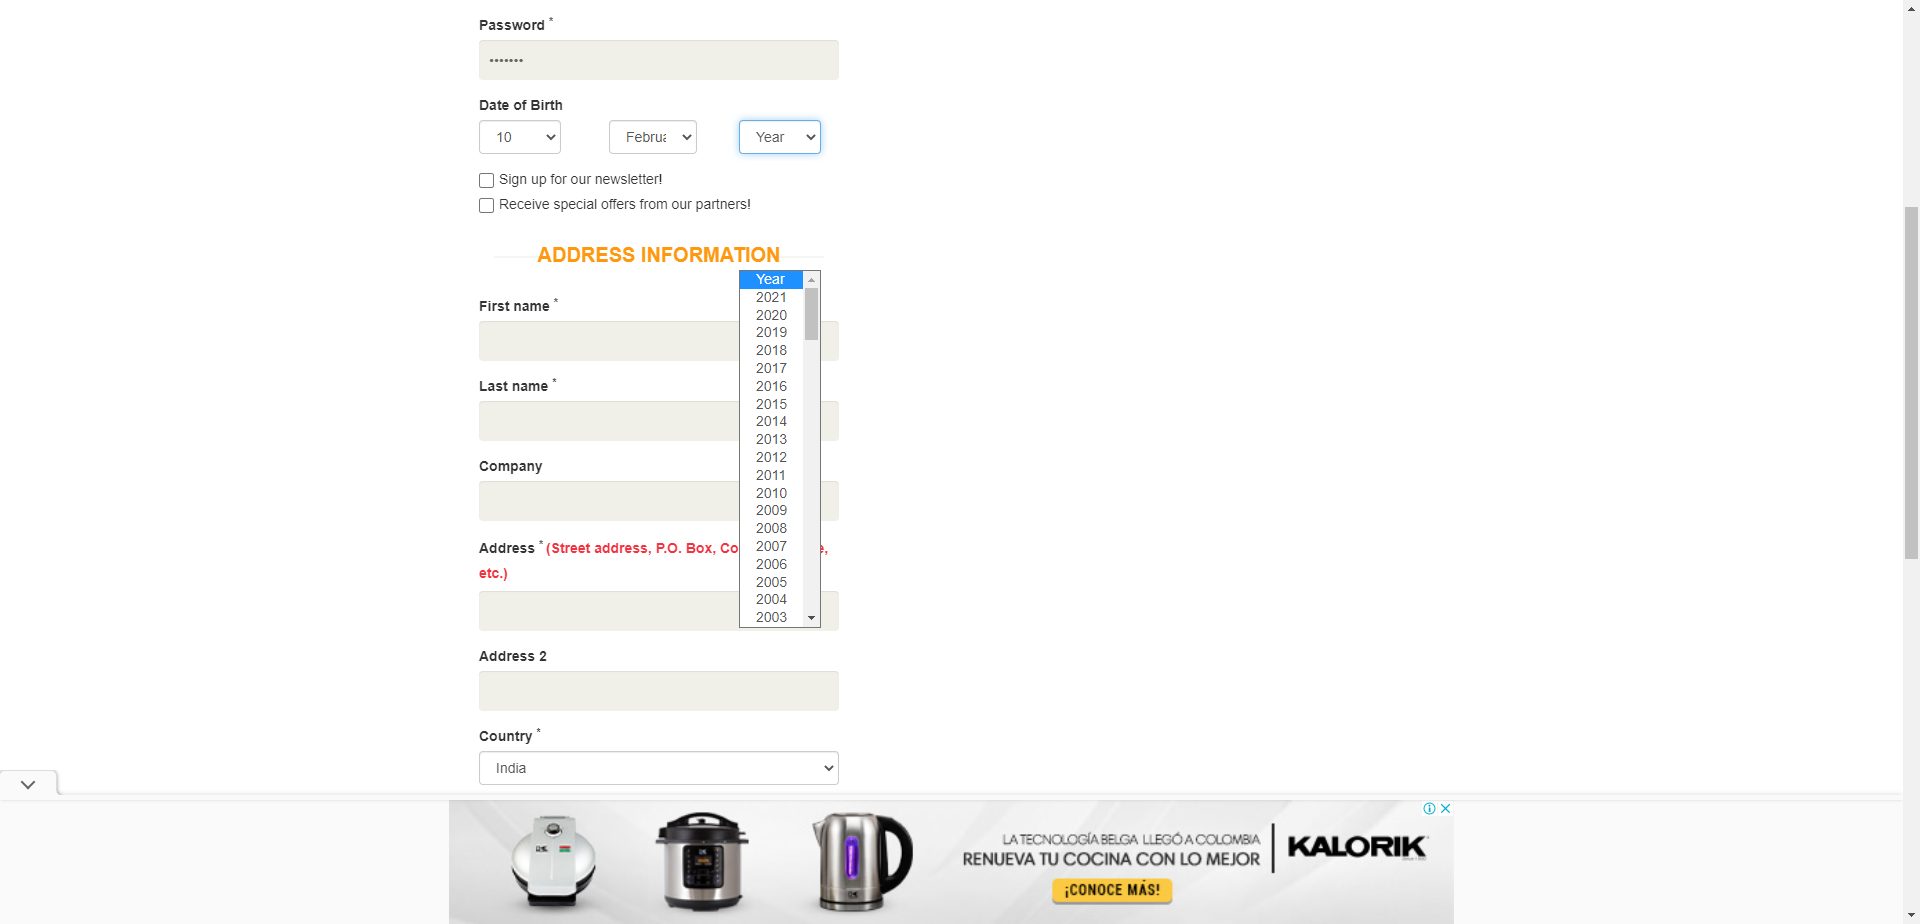 Password *
•••••••
Date of Birth
10 Februa Year
Sign up for our newsletter!
Receive special offers from our partners!
ADDRESS INFORMATION
Year
2021
2020
2019
2018
2017
2016
2015
2014
2013
2012
2011
2010
2009
2008
2007
2006
2005
2004
2003
First name *
Last name *
Company
Address * (Street address, P.O. Box, Co e,
etc.)
Address 2
Country *
India
LA TECNOLOGÍA BELGA LLEGÓ A COLOMBIA
RENUEVA TU COCINA CON LO MEJOR
¡CONOCE MÁS!
KALORIK